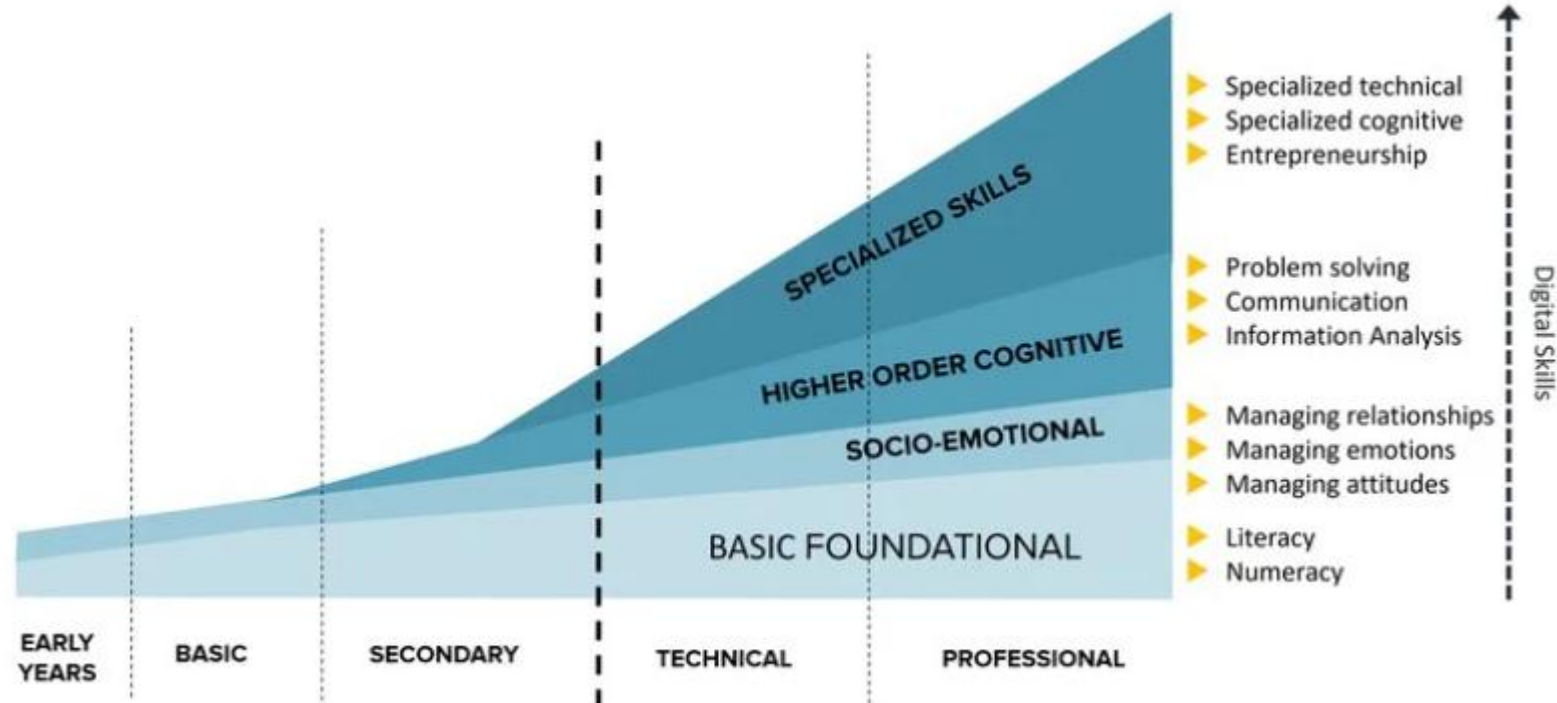 Specialized technical
Specialized cognitive
Entrepreneurship
SPECIALIZED SKILLS
Problem solving
Communication
Information Analysis
HIGHER ORDER COGNITIVE
Managing relationships
Managing emotions
Managing attitudes
SOCIO-EMOTIONAL
Literacy
Numeracy
BASIC FOUNDATIONAL
Digital Skills
EARLY
YEARS
BASIC
SECONDARY
TECHNICAL
PROFESSIONAL